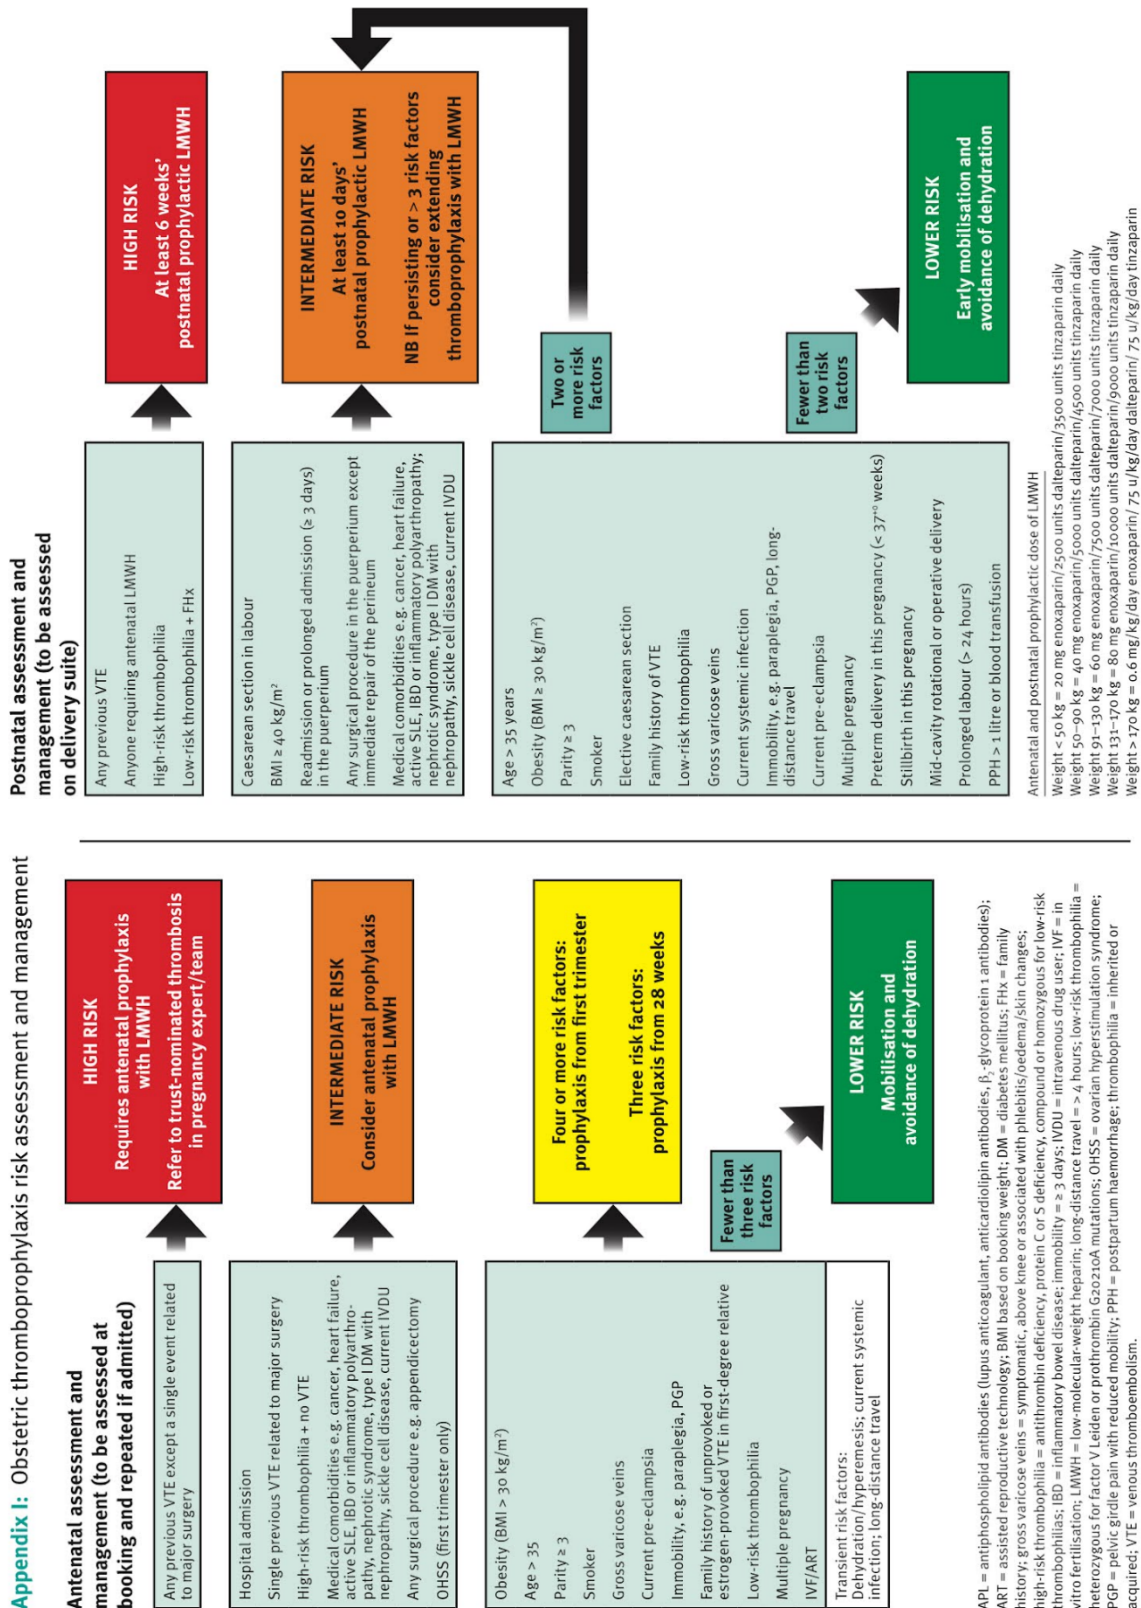 Appendix I: Obstetric thromboprophylaxis risk assessment and management
Antenatal assessment and
management (to be assessed at
booking and repeated if admitted)
Any previous VTE except a single event related
to major surgery
HIGH RISK
Requires antenatal prophylaxis
with LMWH
Refer to trust-nominated thrombosis
in pregnancy expert/team
Hospital admission
Single previous VTE related to major surgery
High-risk thrombophilia + no VTE
Medical comorbidities e.g. cancer, heart failure,
active SLE, IBD or inflammatory polyarthro-
pathy, nephrotic syndrome, type I DM with
nephropathy, sickle cell disease, current IVDU
Any surgical procedure e.g. appendicectomy
OHSS (first trimester only)
INTERMEDIATE RISK
Consider antenatal prophylaxis
with LMWH
Obesity (BMI > 30 kg/m²)
Age > 35
Parity ≥ 3
Smoker
Gross varicose veins
Current pre-eclampsia
Immobility, e.g. paraplegia, PGP
Family history of unprovoked or
estrogen-provoked VTE in first-degree relative
Low-risk thrombophilia
Multiple pregnancy
IVF/ART
Transient risk factors:
Dehydration/hyperemesis; current systemic
infection; long-distance travel
Four or more risk factors:
prophylaxis from first trimester
Three risk factors:
prophylaxis from 28 weeks
Fewer than
three risk
factors
LOWER RISK
Mobilisation and
avoidance of dehydration
APL = antiphospholipid antibodies (lupus anticoagulant, anticardiolipin antibodies, β₂-glycoprotein 1 antibodies);
ART = assisted reproductive technology; BMI based on booking weight; DM = diabetes mellitus; FHx = family
history; gross varicose veins = symptomatic, above knee or associated with phlebitis/oedema/skin changes;
high-risk thrombophilia = antithrombin deficiency, protein C or S deficiency, compound or homozygous for low-risk
thrombophilias; IBD = inflammatory bowel disease; immobility = ≥ 3 days; IVDU = intravenous drug user; IVF = in
vitro fertilisation; LMWH = low-molecular-weight heparin; long-distance travel = > 4 hours; low-risk thrombophilia =
heterozygous for factor V Leiden or prothrombin G20210A mutations; OHSS = ovarian hyperstimulation syndrome;
PGP = pelvic girdle pain with reduced mobility; PPH = postpartum haemorrhage; thrombophilia = inherited or
acquired; VTE = venous thromboembolism.
Postnatal assessment and
management (to be assessed
on delivery suite)
Any previous VTE
Anyone requiring antenatal LMWH
High-risk thrombophilia
Low-risk thrombophilia + FHx
HIGH RISK
At least 6 weeks'
postnatal prophylactic LMWH
Caesarean section in labour
BMI ≥ 40 kg/m²
Readmission or prolonged admission (≥ 3 days)
in the puerperium
Any surgical procedure in the puerperium except
immediate repair of the perineum
Medical comorbidities e.g. cancer, heart failure,
active SLE, IBD or inflammatory polyarthropathy;
nephrotic syndrome, type I DM with
nephropathy, sickle cell disease, current IVDU
INTERMEDIATE RISK
At least 10 days'
postnatal prophylactic LMWH
NB If persisting or > 3 risk factors
consider extending
thromboprophylaxis with LMWH
Age > 35 years
Obesity (BMI ≥ 30 kg/m²)
Parity ≥ 3
Smoker
Elective caesarean section
Family history of VTE
Low-risk thrombophilia
Gross varicose veins
Current systemic infection
Immobility, e.g. paraplegia, PGP, long-
distance travel
Current pre-eclampsia
Multiple pregnancy
Preterm delivery in this pregnancy (< 37⁺⁰ weeks)
Stillbirth in this pregnancy
Mid-cavity rotational or operative delivery
Prolonged labour (> 24 hours)
PPH > 1 litre or blood transfusion
Two or
more risk
factors
Fewer than
two risk
factors
LOWER RISK
Early mobilisation and
avoidance of dehydration
Antenatal and postnatal prophylactic dose of LMWH
Weight < 50 kg = 20 mg enoxaparin/2500 units dalteparin/3500 units tinzaparin daily
Weight 50–90 kg = 40 mg enoxaparin/5000 units dalteparin/4500 units tinzaparin daily
Weight 91–130 kg = 60 mg enoxaparin/7500 units dalteparin/7000 units tinzaparin daily
Weight 131–170 kg = 80 mg enoxaparin/10000 units dalteparin/9000 units tinzaparin daily
Weight > 170 kg = 0.6 mg/kg/day enoxaparin/ 75 u/kg/day dalteparin/ 75 u/kg/day tinzaparin